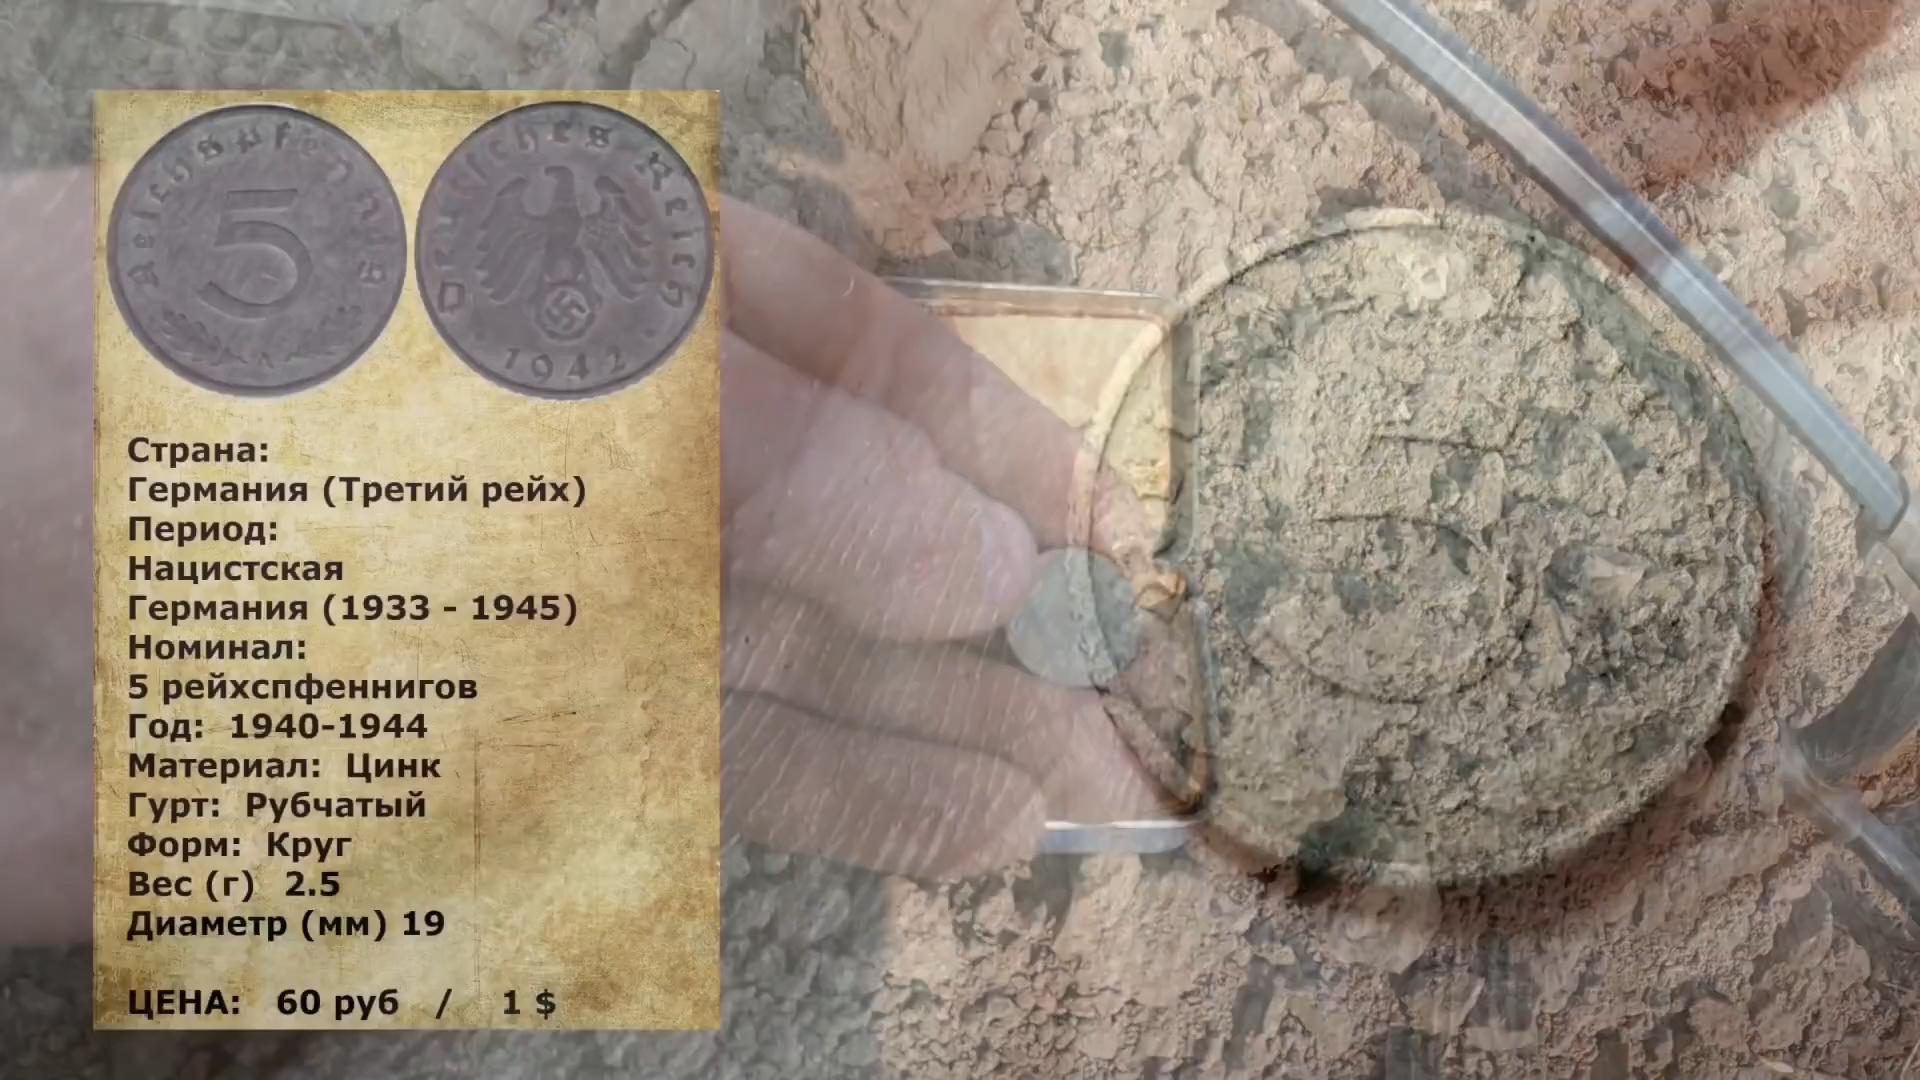 Reichspfennig
5
A
Deutsches Reich
1942
Страна:
Германия (Третий рейх)
Период:
Нацистская
Германия (1933 - 1945)
Номинал:
5 рейхспфеннигов
Год: 1940-1944
Материал: Цинк
Гурт: Рубчатый
Форм: Круг
Вес (г) 2.5
Диаметр (мм) 19
ЦЕНА: 60 руб / 1 $